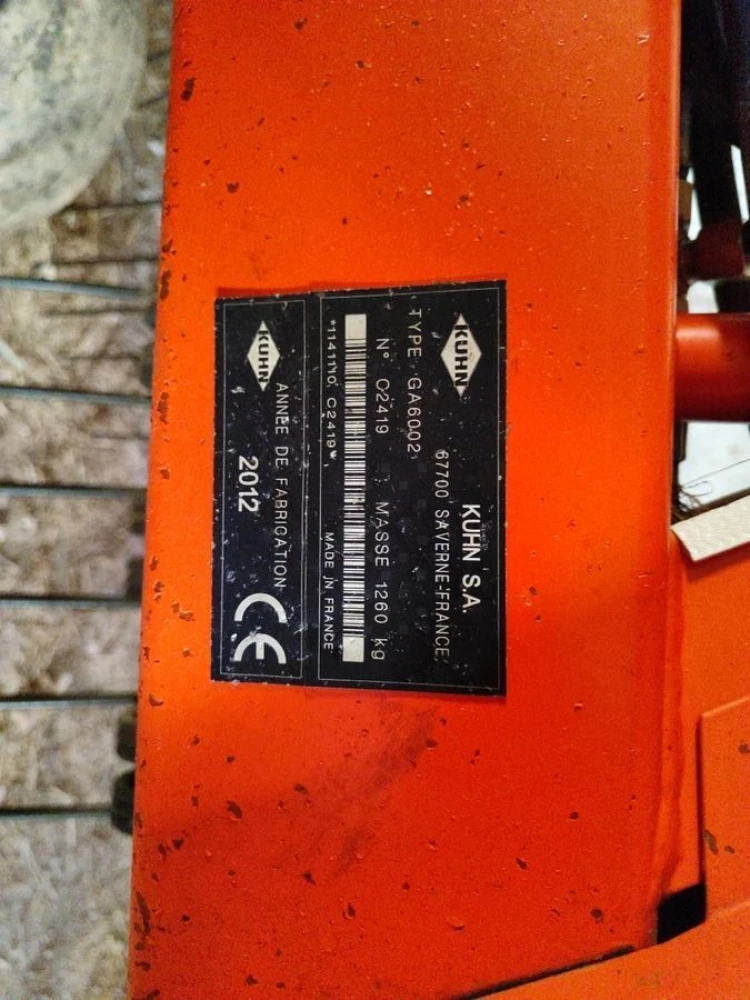 KUHN
KUHN S.A.
67700 SAVERNE-FRANCE
TYPE GA6002
N° C2419 MASSE 1260 kg
*1141110 C2419*
MADE IN FRANCE
KUHN
ANNEE DE FABRICATION
2012
CE